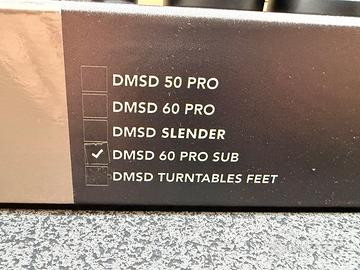 DMSD 50 PRO
DMSD 60 PRO
DMSD SLENDER
DMSD 60 PRO SUB
DMSD TURNTABLES FEET